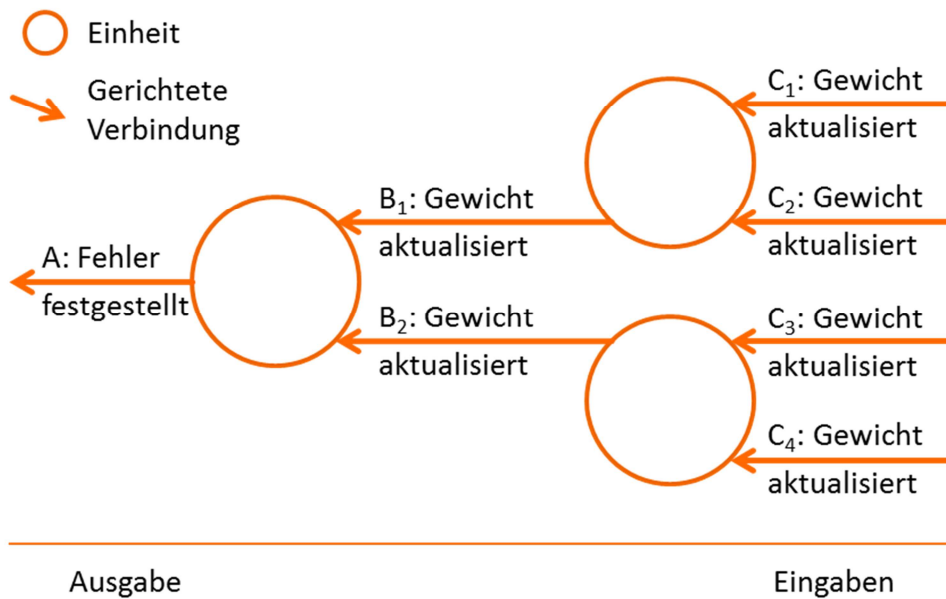 Einheit
Gerichtete
Verbindung
C₁: Gewicht
aktualisiert
C₂: Gewicht
aktualisiert
B₁: Gewicht
aktualisiert
A: Fehler
festgestellt
B₂: Gewicht
aktualisiert
C₃: Gewicht
aktualisiert
C₄: Gewicht
aktualisiert
Ausgabe
Eingaben